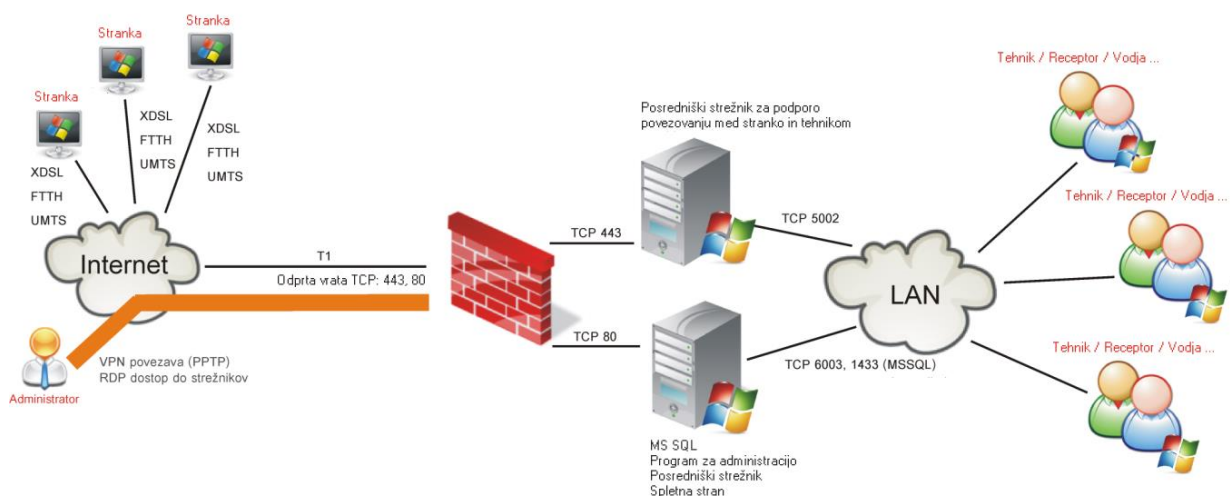 Stranka
Stranka
Stranka
XDSL
FTTH
UMTS
XDSL
FTTH
UMTS
XDSL
FTTH
UMTS
Internet
T1
Odprta vrata TCP: 443, 80
VPN povezava (PPTP)
RDP dostop do strežnikov
Administrator
TCP 443
TCP 80
Posredniški strežnik za podporo
povezovanju med stranko in tehnikom
TCP 5002
TCP 6003, 1433 (MSSQL)
MS SQL
Program za administracijo
Posredniški strežnik
Spletna stran
LAN
Tehnik / Receptor / Vodja ...
Tehnik / Receptor / Vodja ...
Tehnik / Receptor / Vodja ...